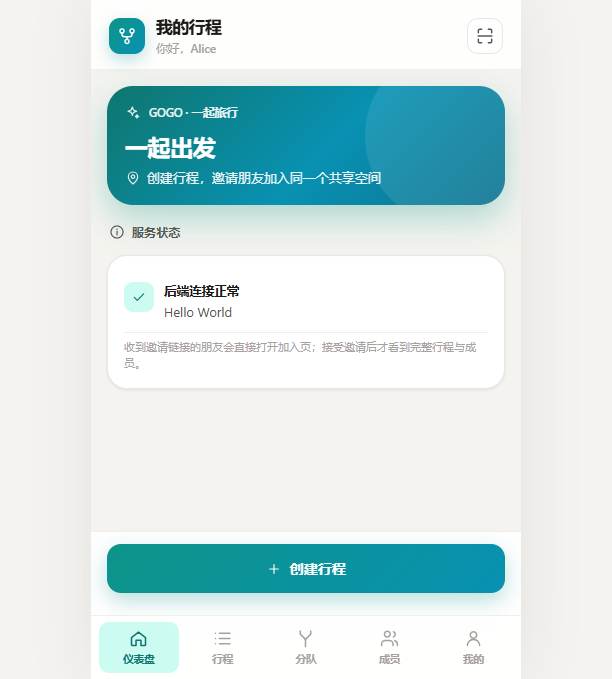 我的行程
你好，Alice
GOGO · 一起旅行
一起出发
创建行程，邀请朋友加入同一个共享空间
服务状态
后端连接正常
Hello World
收到邀请链接的朋友会直接打开加入页；接受邀请后才看到完整行程与成
员。
+ 创建行程
仪表盘
行程
分队
成员
我的